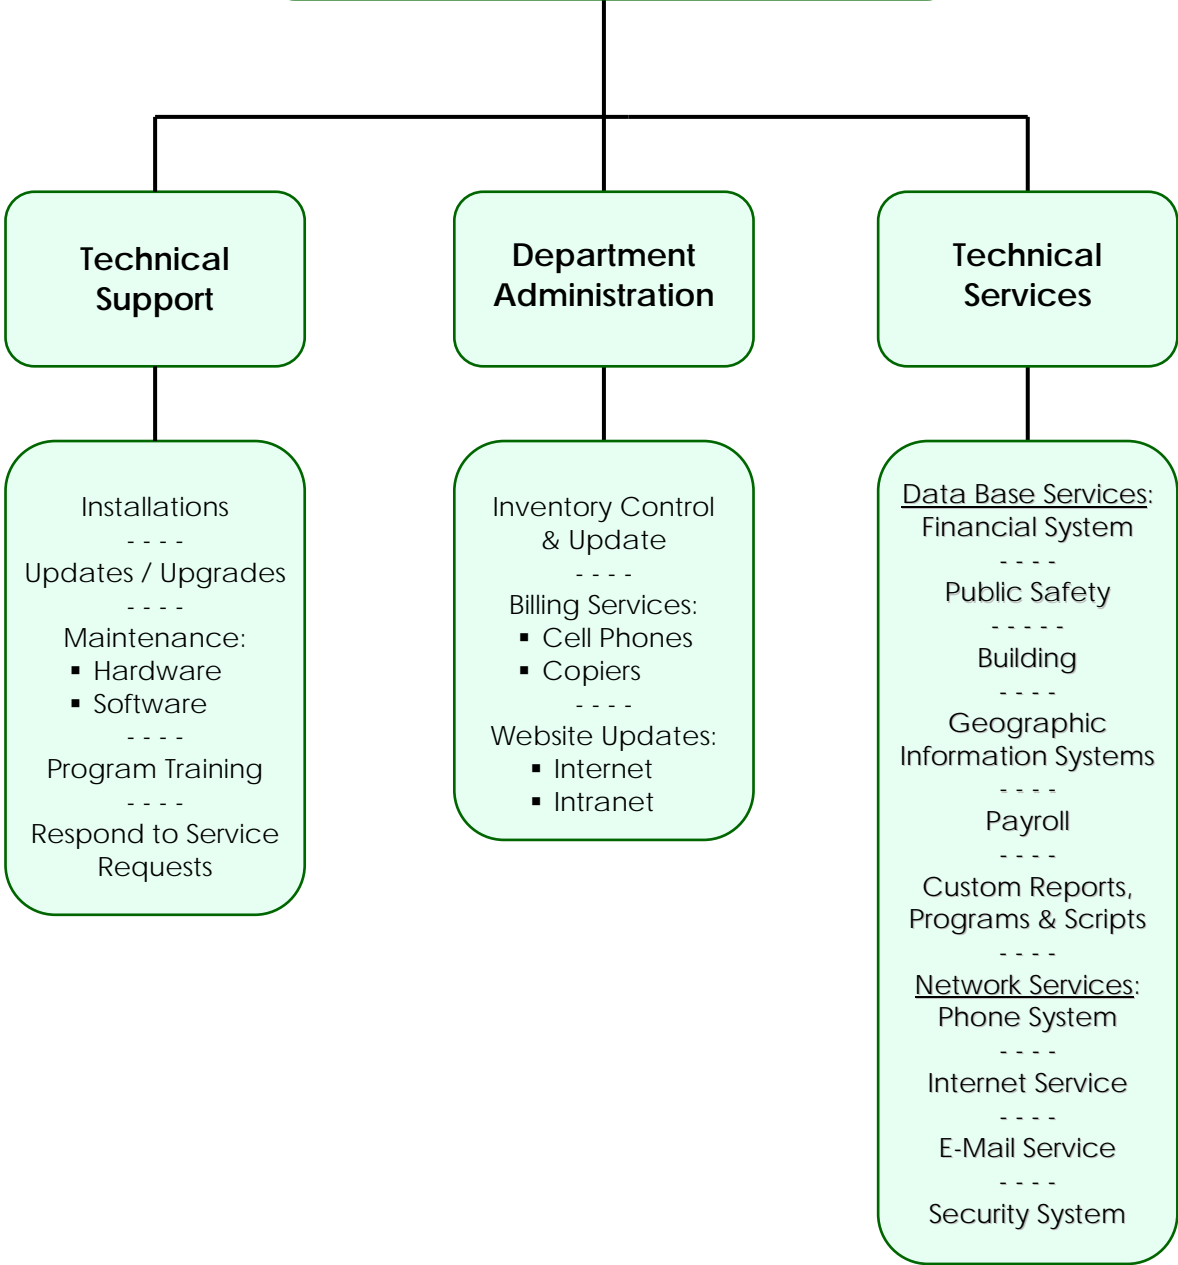 Technical
Support
Department
Administration
Technical
Services
Installations
- - - -
Updates / Upgrades
- - - -
Maintenance:
▪ Hardware
▪ Software
- - - -
Program Training
- - - -
Respond to Service
Requests
Inventory Control
& Update
- - - -
Billing Services:
▪ Cell Phones
▪ Copiers
- - - -
Website Updates:
▪ Internet
▪ Intranet
Data Base Services:
Financial System
- - - -
Public Safety
- - - - -
Building
- - - -
Geographic
Information Systems
- - - -
Payroll
- - - -
Custom Reports,
Programs & Scripts
- - - -
Network Services:
Phone System
- - - -
Internet Service
- - - -
E-Mail Service
- - - -
Security System